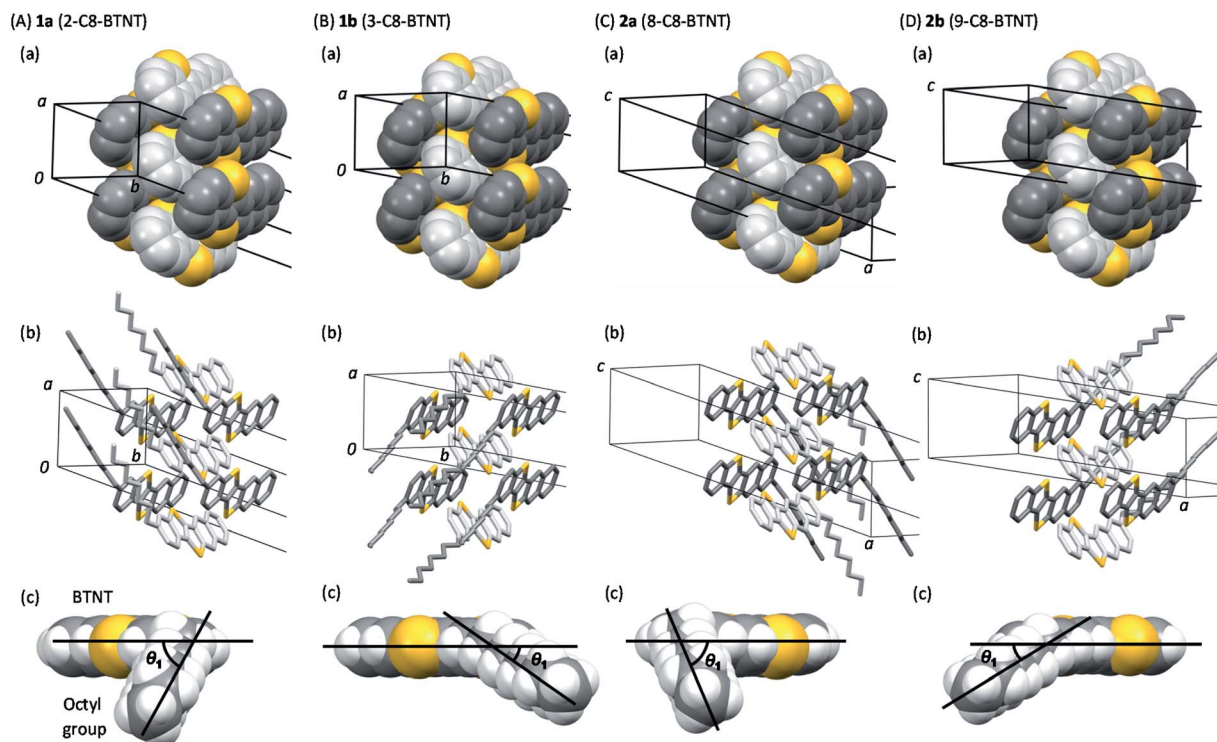 (A) 1a (2-C8-BTNT)
(B) 1b (3-C8-BTNT)
(C) 2a (8-C8-BTNT)
(D) 2b (9-C8-BTNT)
(a)
(a)
(a)
(a)
a
0
b
a
0
b
c
a
c
(b)
(b)
(b)
(b)
a
0
b
a
0
b
c
a
c
a
(c)
(c)
(c)
(c)
BTNT
θ1
θ1
θ1
θ1
Octyl
group